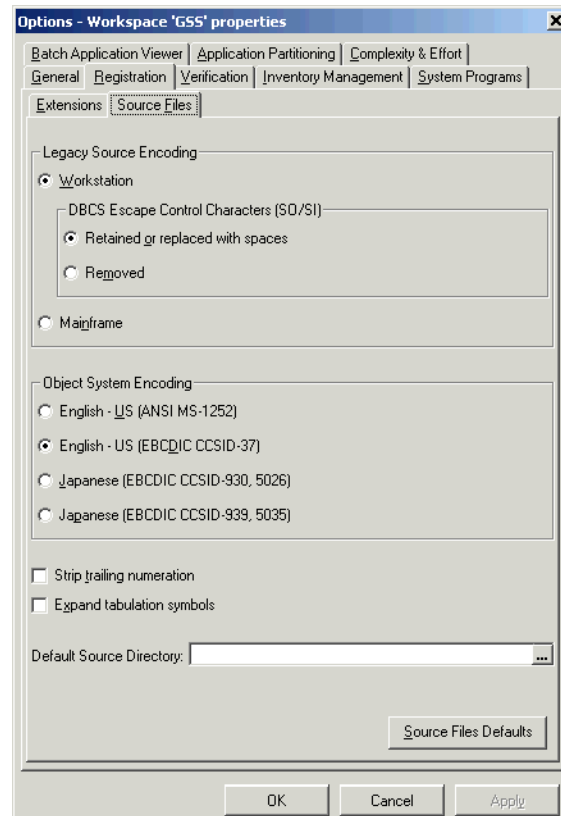 Options - Workspace 'GSS' properties
Batch Application Viewer Application Partitioning Complexity & Effort
General Registration Verification Inventory Management System Programs
Extensions Source Files
Legacy Source Encoding
Workstation
DBCS Escape Control Characters (SO/SI)
Retained or replaced with spaces
Removed
Mainframe
Object System Encoding
English - US (ANSI MS-1252)
English - US (EBCDIC CCSID-37)
Japanese (EBCDIC CCSID-930, 5026)
Japanese (EBCDIC CCSID-939, 5035)
Strip trailing numeration
Expand tabulation symbols
Default Source Directory: ...
Source Files Defaults
OK Cancel Apply